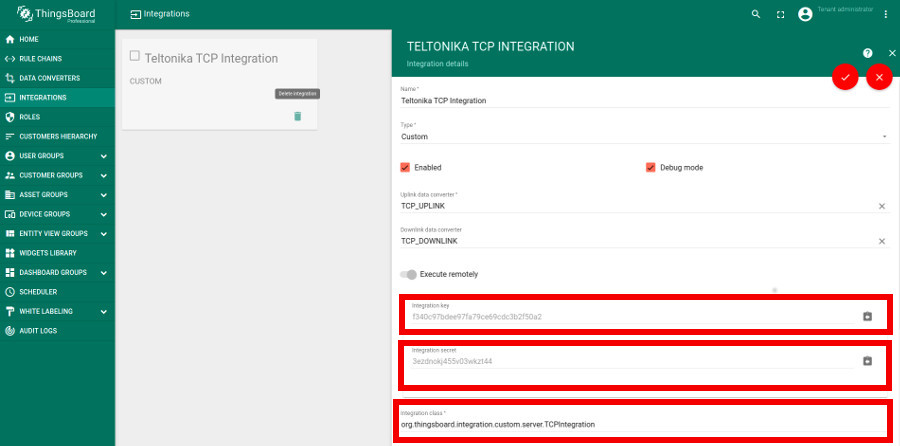 ThingsBoard
Professional
Integrations
Tenant administrator
HOME
RULE CHAINS
DATA CONVERTERS
INTEGRATIONS
ROLES
CUSTOMERS HIERARCHY
USER GROUPS
CUSTOMER GROUPS
ASSET GROUPS
DEVICE GROUPS
ENTITY VIEW GROUPS
WIDGETS LIBRARY
DASHBOARD GROUPS
SCHEDULER
WHITE LABELING
AUDIT LOGS
Teltonika TCP Integration
CUSTOM
Delete integration
TELTONIKA TCP INTEGRATION
Integration details
Name *
Teltonika TCP Integration
Type *
Custom
Enabled
Debug mode
Uplink data converter *
TCP_UPLINK
Downlink data converter
TCP_DOWNLINK
Execute remotely
Integration key
f340c97bdee97fa79ce69cdc3b2f50a2
Integration secret
3ezdnokj455v03wkzt44
Integration class *
org.thingsboard.integration.custom.server.TCPIntegration